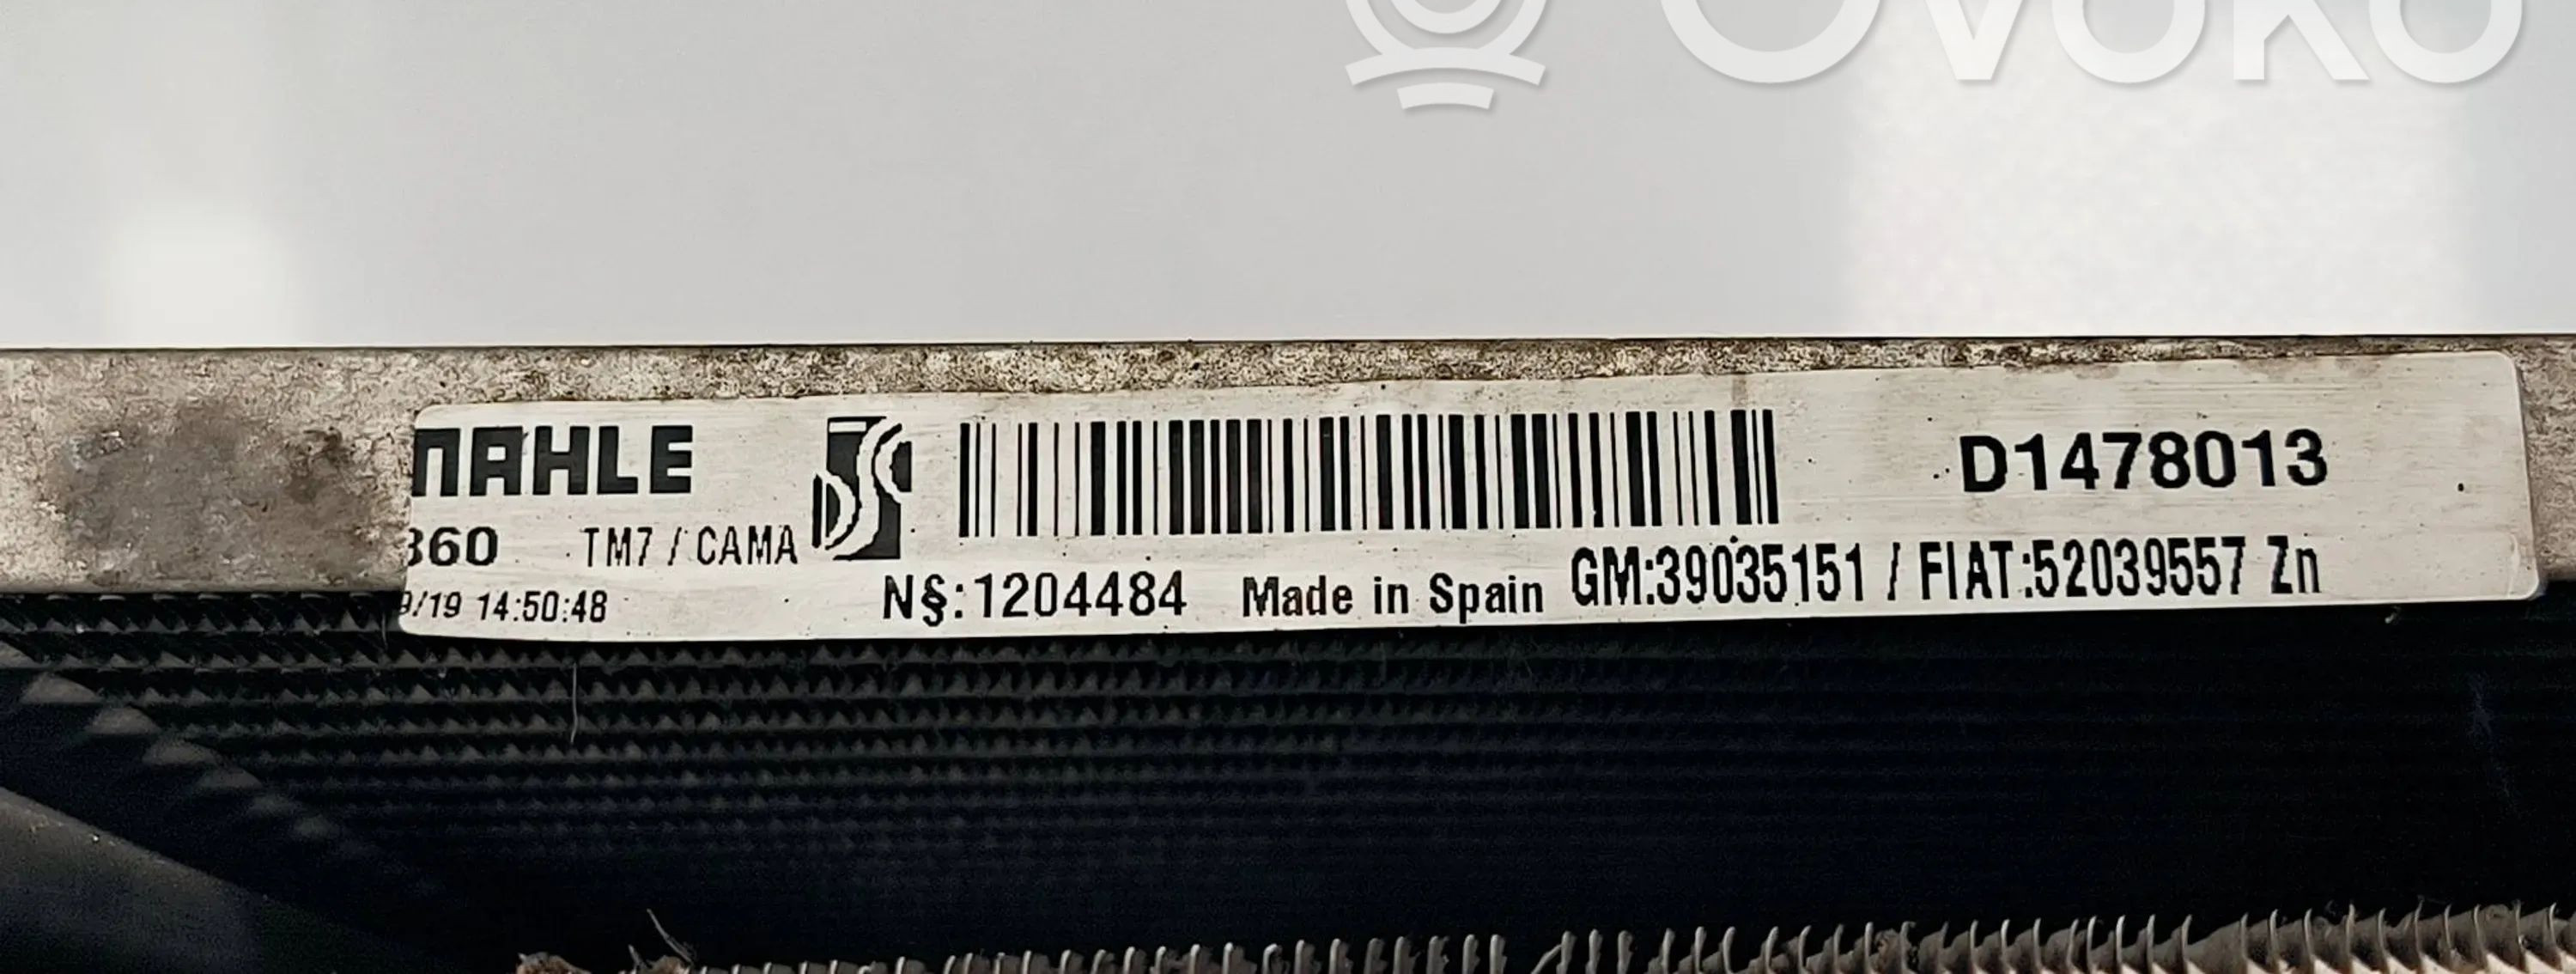 OVOKO
MAHLE D1478013
360 TM7 / CAMA
9/19 14:50:48 N§:1204484 Made in Spain GM:39035151 / FIAT:52039557 Zn